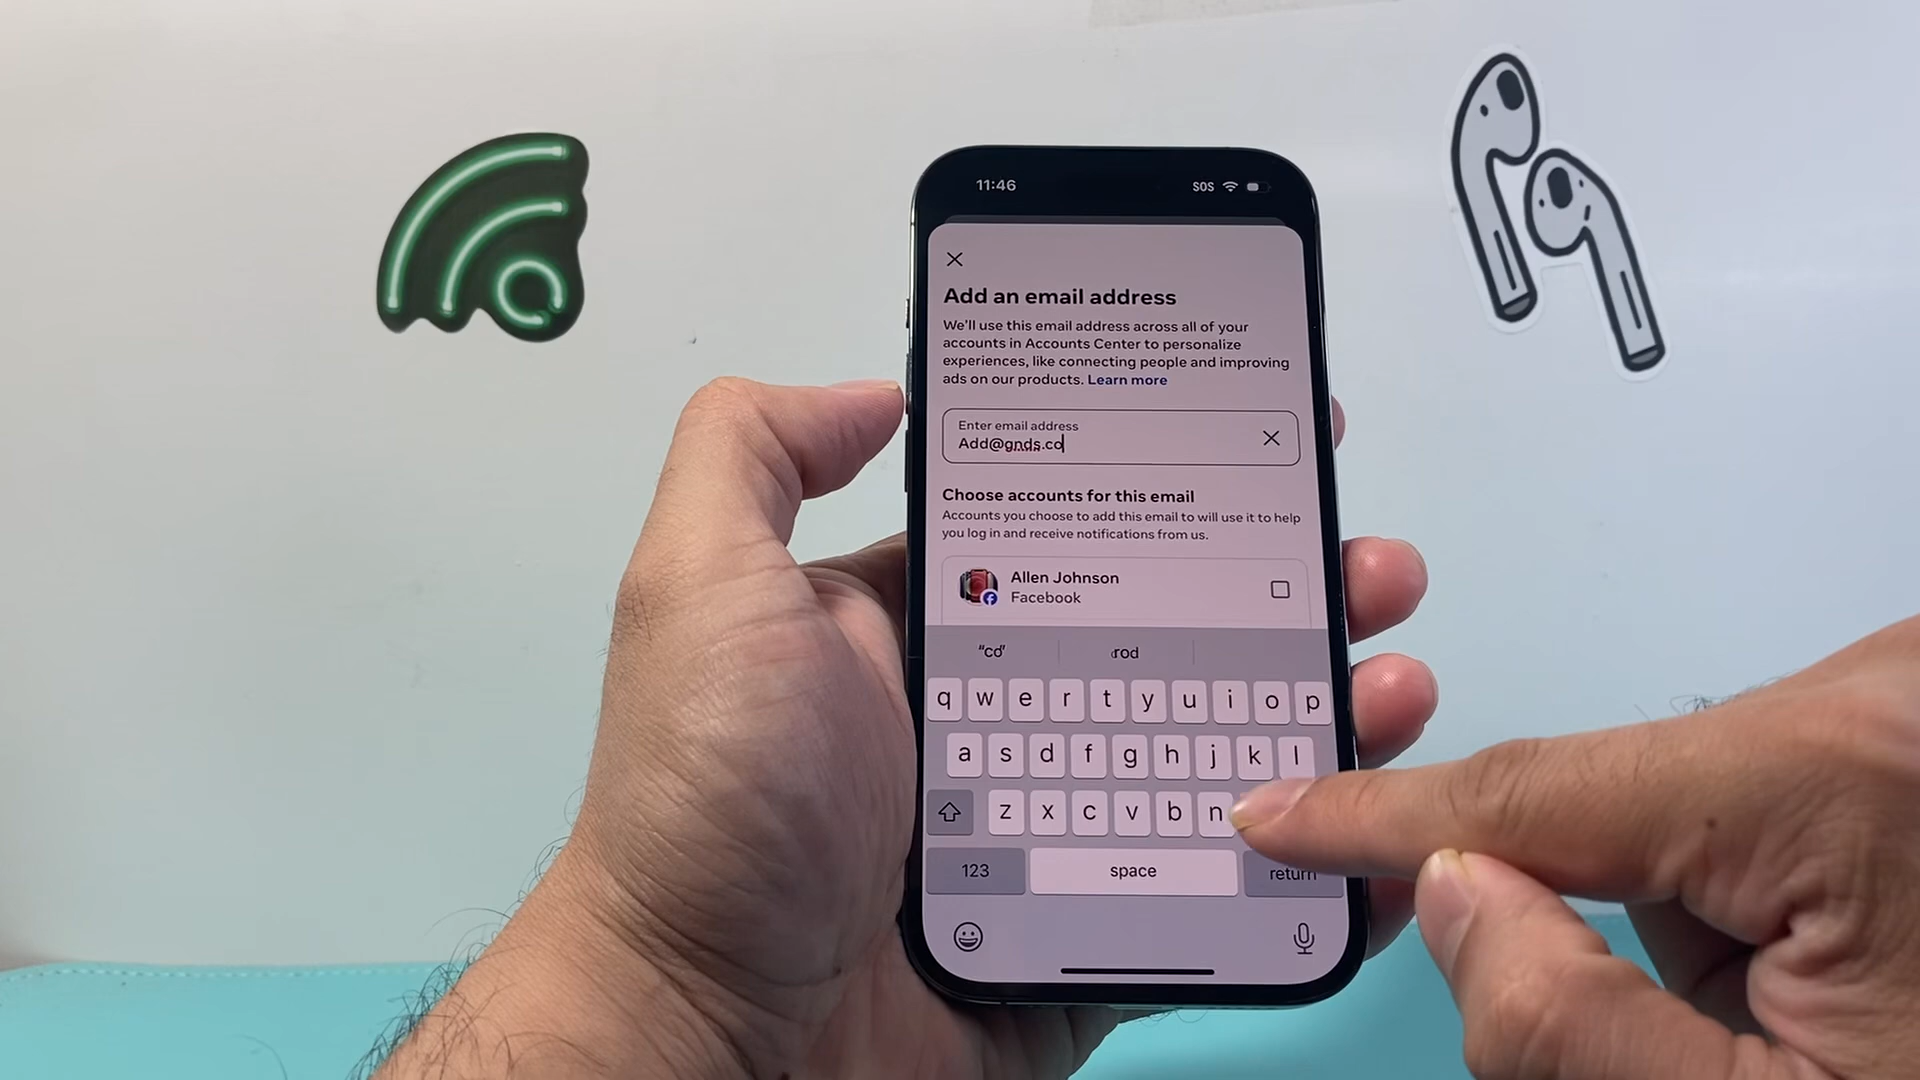 11:46
SOS
Add an email address
We'll use this email address across all of your
accounts in Accounts Center to personalize
experiences, like connecting people and improving
ads on our products. Learn more
Enter email address
Add@gnds.co
Choose accounts for this email
Accounts you choose to add this email to will use it to help
you log in and receive notifications from us.
Allen Johnson
Facebook
"co" rod
q w e r t y u i o p
a s d f g h j k l
z x c v b n
123 space return